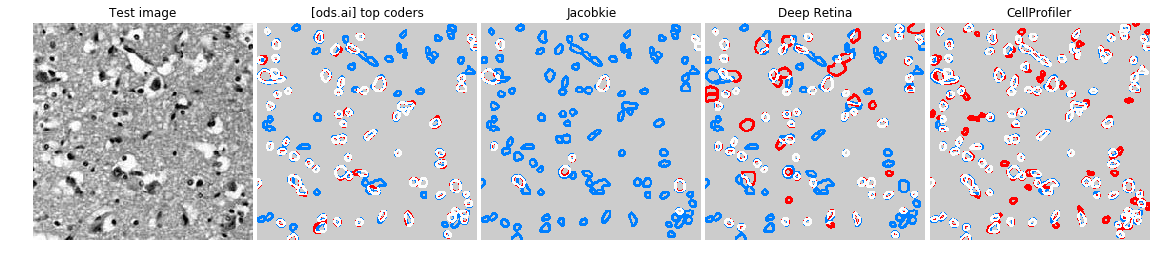 Test image
[ods.ai] top coders
Jacobkie
Deep Retina
CellProfiler